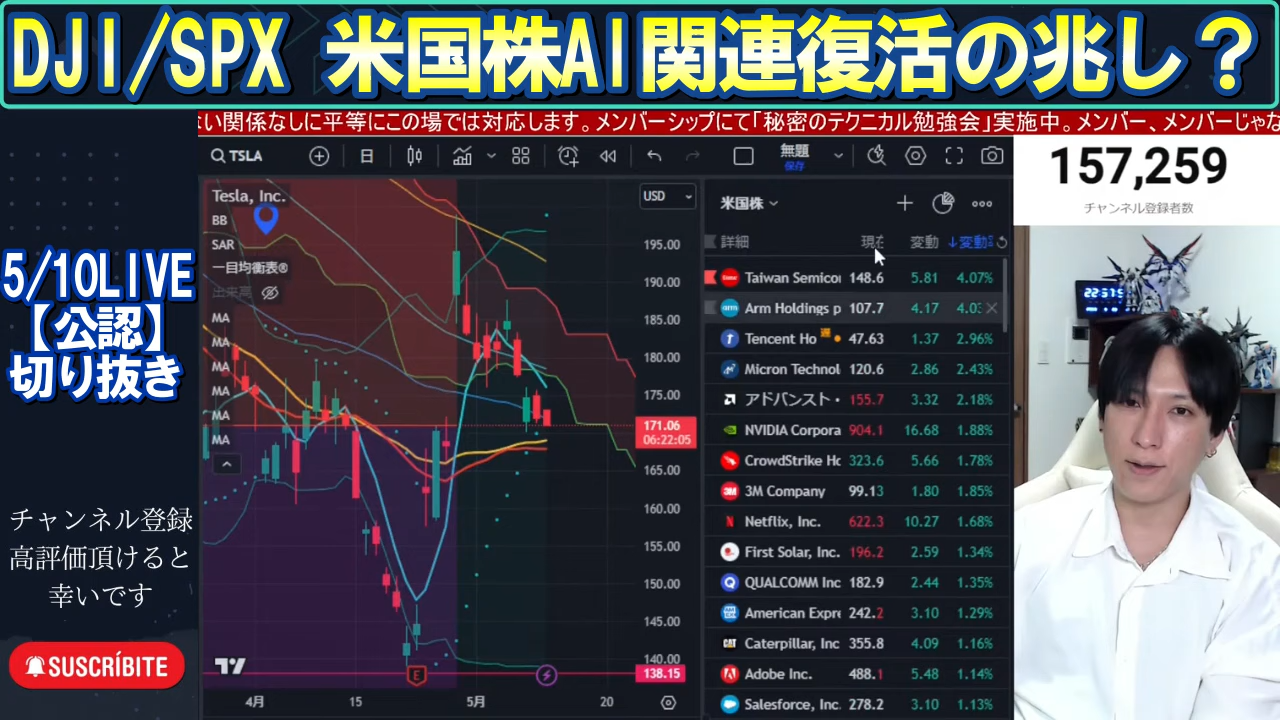 DJI/SPX 米国株AI関連復活の兆し？
い関係なしに平等にこの場では対応します。メンバーシップにて「秘密のテクニカル勉強会」実施中。メンバー、メンバーじゃな
TSLA
日
無題
保存
157,259
チャンネル登録者数
Tesla, Inc.
BB
SAR
一目均衡表®
出来高
MA
MA
MA
MA
MA
MA
USD
195.00
190.00
185.00
180.00
175.00
171.06
06:22:05
165.00
160.00
155.00
150.00
145.00
140.00
138.15
E
4月
15
5月
20
米国株
詳細 現在 変動 ↓変動
Taiwan Semicor 148.6 5.81 4.07%
Arm Holdings p 107.7 4.17 4.0
Tencent Ho 47.63 1.37 2.96%
Micron Technol 120.6 2.86 2.43%
アドバンスト・ 155.7 3.32 2.18%
NVIDIA Corpora 904.1 16.68 1.88%
CrowdStrike Hc 323.6 5.66 1.78%
3M Company 99.13 1.80 1.85%
Netflix, Inc. 622.3 10.27 1.68%
First Solar, Inc. 196.2 2.59 1.34%
QUALCOMM Inc 182.9 2.44 1.35%
American Expre 242.2 3.10 1.29%
Caterpillar, Inc 355.8 4.09 1.16%
Adobe Inc. 488.1 5.48 1.14%
Salesforce, Inc. 278.2 3.10 1.13%
5/10LIVE
【公認】
切り抜き
チャンネル登録
高評価頂けると
幸いです
SUSCRÍBITE